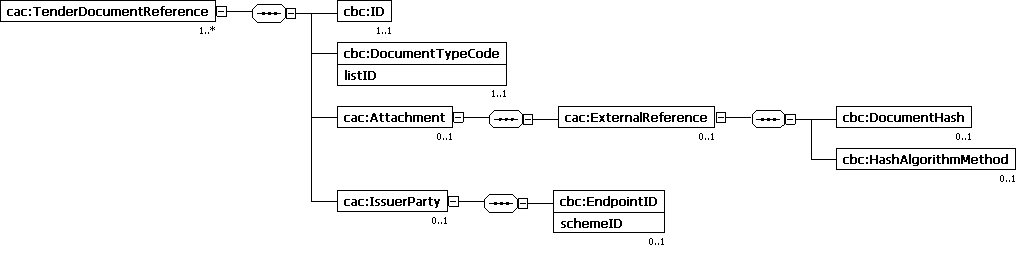 cac:TenderDocumentReference
1..*
cbc:ID
1..1
cbc:DocumentTypeCode
listID
1..1
cac:Attachment
0..1
cac:ExternalReference
0..1
cbc:DocumentHash
0..1
cbc:HashAlgorithmMethod
0..1
cac:IssuerParty
0..1
cbc:EndpointID
schemeID
0..1